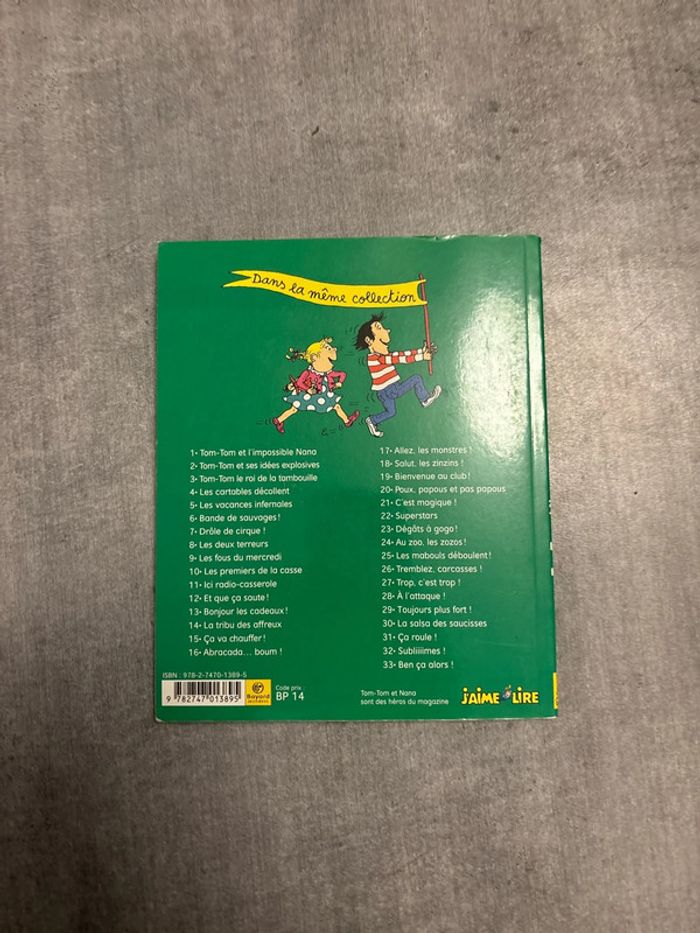 Dans la même collection
1• Tom-Tom et l'impossible Nana
2• Tom-Tom et ses idées explosives
3• Tom-Tom le roi de la tambouille
4• Les cartables décollent
5• Les vacances infernales
6• Bande de sauvages !
7• Drôle de cirque !
8• Les deux terreurs
9• Les fous du mercredi
10• Les premiers de la casse
11• Ici radio-casserole
12• Et que ça saute !
13• Bonjour les cadeaux !
14• La tribu des affreux
15• Ça va chauffer !
16• Abracada... boum !
17• Allez, les monstres !
18• Salut, les zinzins !
19• Bienvenue au club !
20• Poux, papous et pas papous
21• C'est magique !
22• Superstars
23• Dégâts à gogo !
24• Au zoo, les zozos !
25• Les mabouls déboulent !
26• Tremblez, carcasses !
27• Trop, c'est trop !
28• À l'attaque !
29• Toujours plus fort !
30• La salsa des saucisses
31• Ça roule !
32• Subliiiimes !
33• Ben ça alors !
ISBN : 978-2-7470-1389-5
9 782747 013895
Bayard
Code prix :
BP 14
Tom-Tom et Nana
sont des héros du magazine
J'AIME LIRE